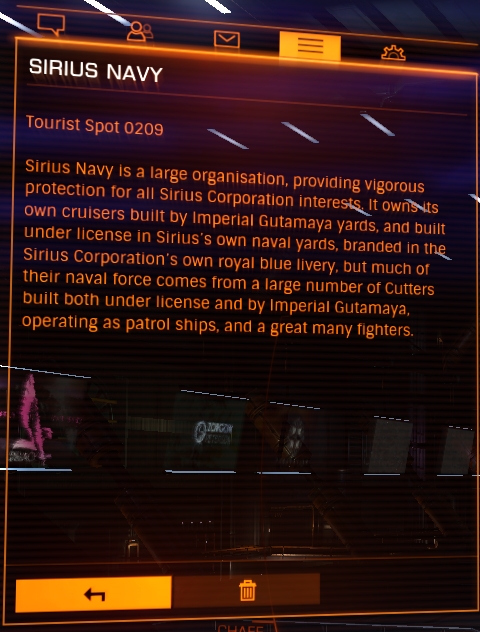 SIRIUS NAVY
Tourist Spot 0209
Sirius Navy is a large organisation, providing vigorous
protection for all Sirius Corporation interests. It owns its
own cruisers built by Imperial Gutamaya yards, and built
under license in Sirius's own naval yards, branded in the
Sirius Corporation's own royal blue livery, but much of
their naval force comes from a large number of Cutters
built both under license and by Imperial Gutamaya,
operating as patrol ships, and a great many fighters.
CHAFF